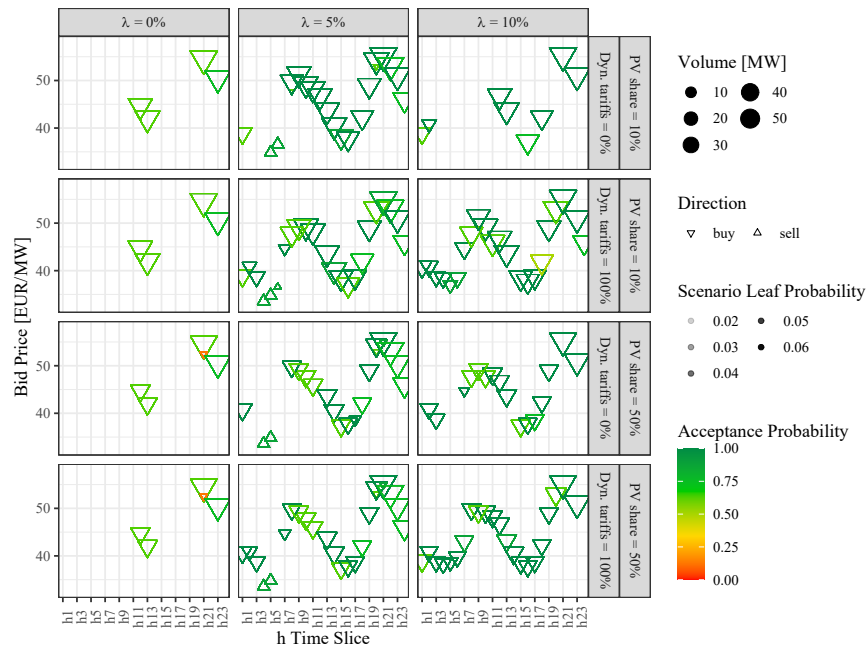 λ = 0%
λ = 5%
λ = 10%
50
40
Dyn. tariffs = 0%
PV share = 10%
50
40
Dyn. tariffs = 100%
PV share = 10%
50
40
Dyn. tariffs = 0%
PV share = 50%
50
40
Dyn. tariffs = 100%
PV share = 50%
Bid Price [EUR/MW]
h1 h3 h5 h7 h9 h11 h13 h15 h17 h19 h21 h23
h1 h3 h5 h7 h9 h11 h13 h15 h17 h19 h21 h23
h1 h3 h5 h7 h9 h11 h13 h15 h17 h19 h21 h23
h Time Slice
Volume [MW]
10 40
20 50
30
Direction
buy sell
Scenario Leaf Probability
0.02 0.05
0.03 0.06
0.04
Acceptance Probability
1.00
0.75
0.50
0.25
0.00